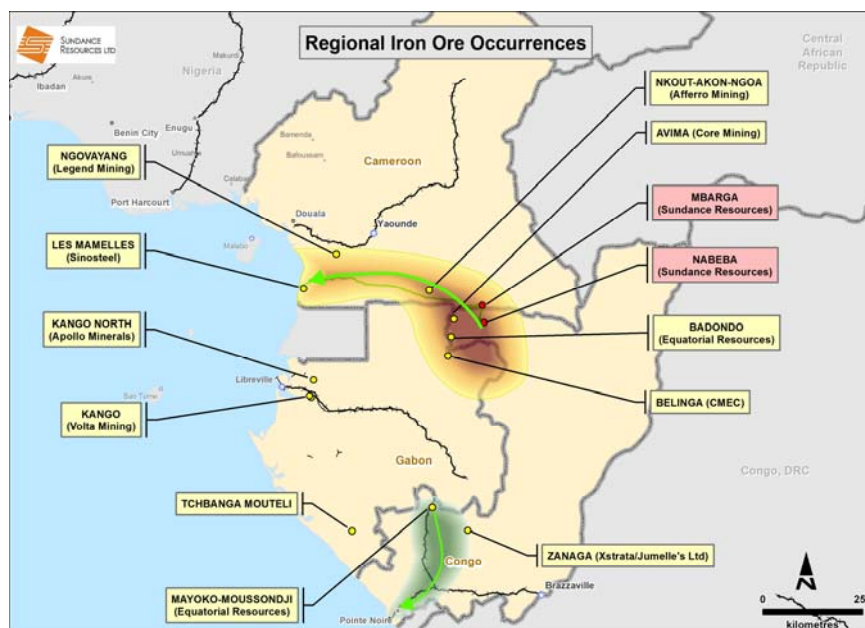 SUNDANCE
RESOURCES LTD
Regional Iron Ore Occurrences
Central
African
Republic
Nigeria
Makurdi
Akure
Ibadan
Benin City
Enugu
Umuahia
Port Harcourt
Calabar
Bamenda
Bafoussam
Cameroon
Douala
Yaounde
Malabo
NKOUT-AKON-NGOA
(Afferro Mining)
AVIMA (Core Mining)
NGOVAYANG
(Legend Mining)
MBARGA
(Sundance Resources)
LES MAMELLES
(Sinosteel)
NABEBA
(Sundance Resources)
KANGO NORTH
(Apollo Minerals)
BADONDO
(Equatorial Resources)
Libreville
BELINGA (CMEC)
KANGO
(Volta Mining)
Gabon
Congo, DRC
TCHBANGA MOUTELI
Congo
ZANAGA (Xstrata/Jumelle's Ltd)
MAYOKO-MOUSSONDJI
(Equatorial Resources)
Brazzaville
Pointe Noire
N
0 25
kilometres